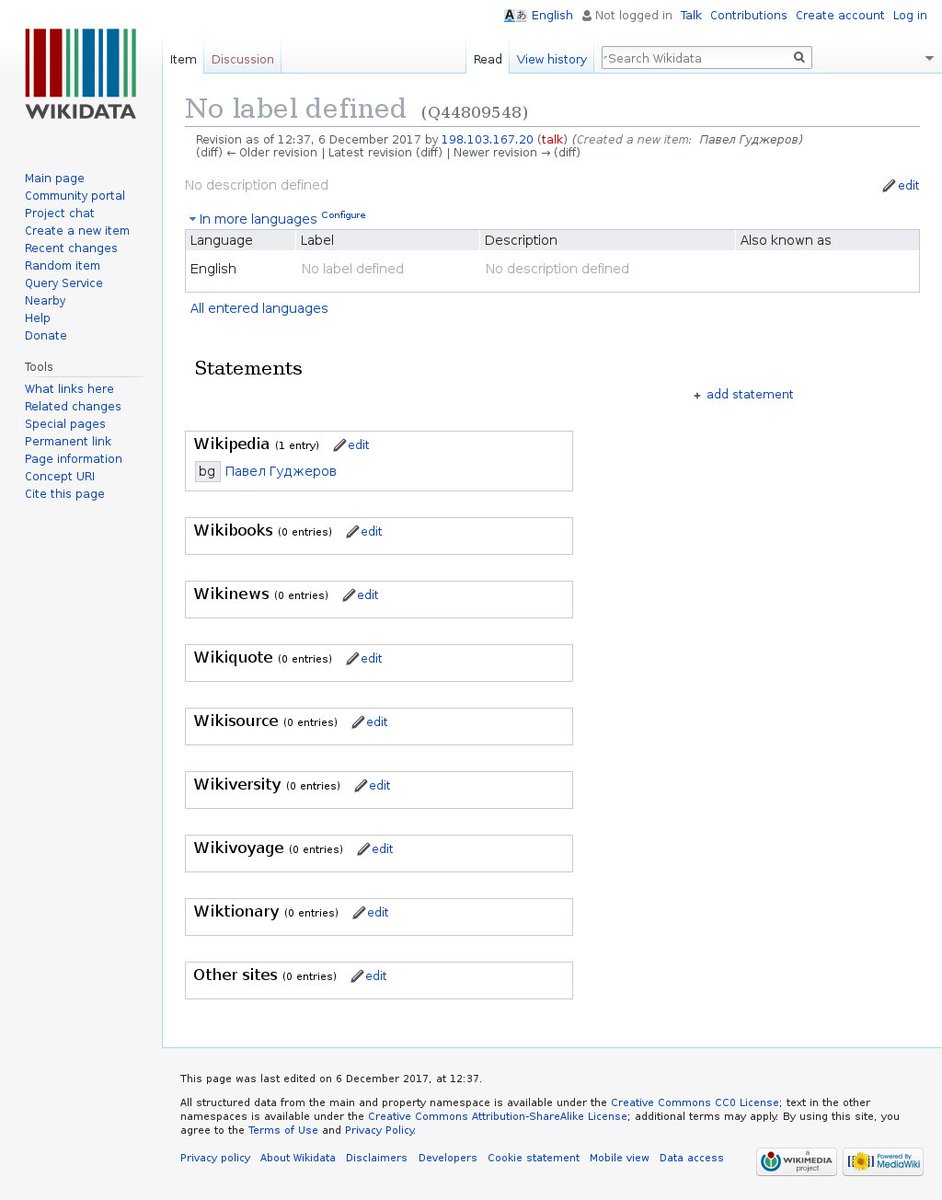 Aあ English Not logged in Talk Contributions Create account Log in
Item Discussion Read View history Search Wikidata
WIKIDATA
No label defined (Q44809548)
Revision as of 12:37, 6 December 2017 by 198.103.167.20 (talk) (Created a new item: Павел Гуджеров)
(diff) ← Older revision | Latest revision (diff) | Newer revision → (diff)
No description defined edit
In more languages Configure
Language Label Description Also known as
English No label defined No description defined
All entered languages
Statements
+ add statement
Wikipedia (1 entry) edit
bg Павел Гуджеров
Wikibooks (0 entries) edit
Wikinews (0 entries) edit
Wikiquote (0 entries) edit
Wikisource (0 entries) edit
Wikiversity (0 entries) edit
Wikivoyage (0 entries) edit
Wiktionary (0 entries) edit
Other sites (0 entries) edit
Main page
Community portal
Project chat
Create a new item
Recent changes
Random item
Query Service
Nearby
Help
Donate
Tools
What links here
Related changes
Special pages
Permanent link
Page information
Concept URI
Cite this page
This page was last edited on 6 December 2017, at 12:37.
All structured data from the main and property namespace is available under the Creative Commons CC0 License; text in the other
namespaces is available under the Creative Commons Attribution-ShareAlike License; additional terms may apply. By using this site, you
agree to the Terms of Use and Privacy Policy.
Privacy policy About Wikidata Disclaimers Developers Cookie statement Mobile view Data access
a WIKIMEDIA project
Powered By MediaWiki